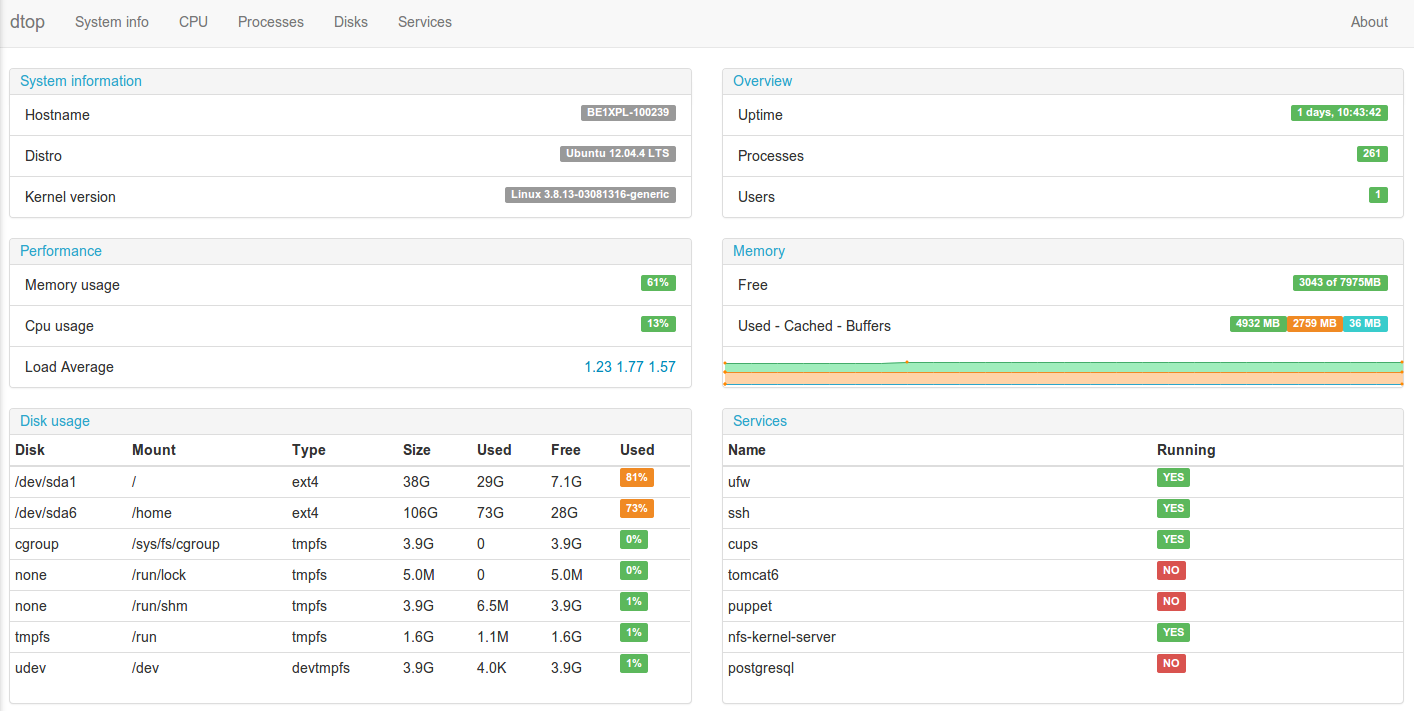 dtop System info CPU Processes Disks Services About
System information
Hostname BE1XPL-100239
Distro Ubuntu 12.04.4 LTS
Kernel version Linux 3.8.13-03081316-generic
Overview
Uptime 1 days, 10:43:42
Processes 261
Users 1
Performance
Memory usage 61%
Cpu usage 13%
Load Average 1.23 1.77 1.57
Memory
Free 3043 of 7975MB
Used - Cached - Buffers 4932 MB 2759 MB 36 MB
Disk usage
Disk Mount Type Size Used Free Used
/dev/sda1 / ext4 38G 29G 7.1G 81%
/dev/sda6 /home ext4 106G 73G 28G 73%
cgroup /sys/fs/cgroup tmpfs 3.9G 0 3.9G 0%
none /run/lock tmpfs 5.0M 0 5.0M 0%
none /run/shm tmpfs 3.9G 6.5M 3.9G 1%
tmpfs /run tmpfs 1.6G 1.1M 1.6G 1%
udev /dev devtmpfs 3.9G 4.0K 3.9G 1%
Services
Name Running
ufw YES
ssh YES
cups YES
tomcat6 NO
puppet NO
nfs-kernel-server YES
postgresql NO